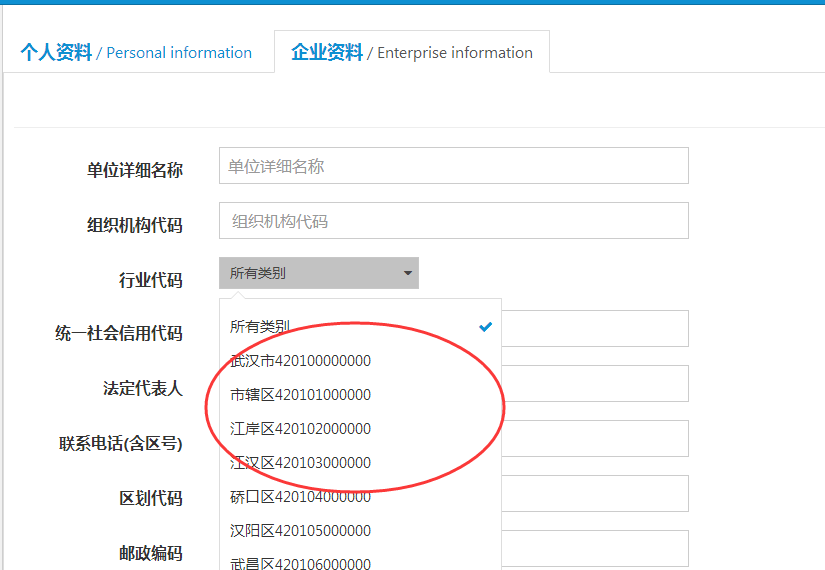 个人资料 / Personal information
企业资料 / Enterprise information
单位详细名称 单位详细名称
组织机构代码 组织机构代码
行业代码 所有类别
所有类别
统一社会信用代码
武汉市420100000000
法定代表人 市辖区420101000000
江岸区420102000000
联系电话(含区号)
江汉区420103000000
区划代码 硚口区420104000000
汉阳区420105000000
邮政编码
武昌区420106000000